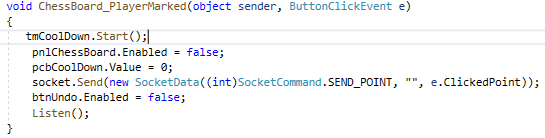 void ChessBoard_PlayerMarked(object sender, ButtonClickEvent e)
{
tmCoolDown.Start();
pnlChessBoard.Enabled = false;
pcbCoolDown.Value = 0;
socket.Send(new SocketData((int)SocketCommand.SEND_POINT, "", e.ClickedPoint));
btnUndo.Enabled = false;
Listen();
}